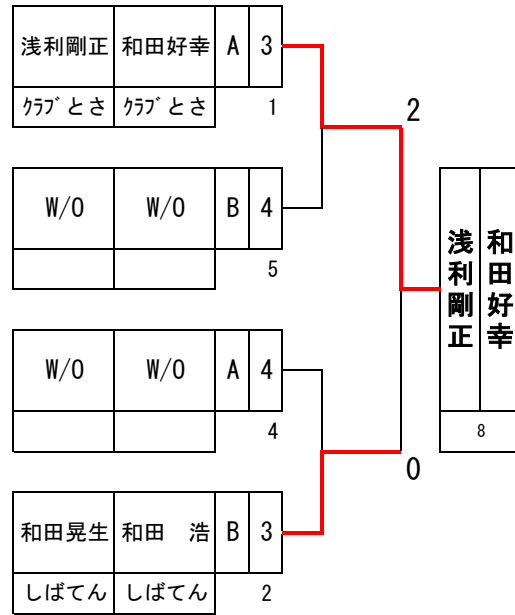 浅利剛正 和田好幸 A 3
ｸﾗﾌﾞとさ ｸﾗﾌﾞとさ 1
2
W/O W/O B 4
5
浅利剛正 和田好幸
8
W/O W/O A 4
4
0
和田晃生 和田　浩 B 3
しばてん しばてん 2